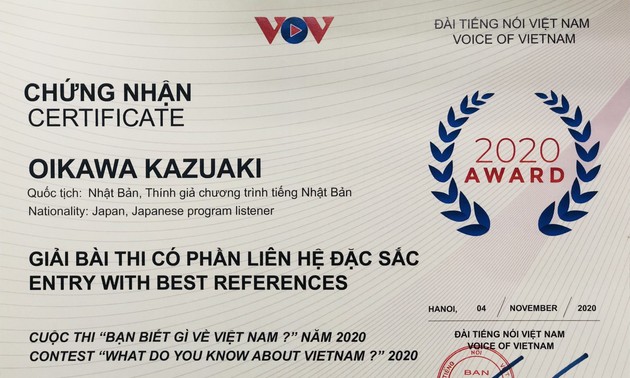 VOV
ĐÀI TIẾNG NÓI VIỆT NAM
VOICE OF VIETNAM
CHỨNG NHẬN
CERTIFICATE
OIKAWA KAZUAKI
Quốc tịch: Nhật Bản, Thính giả chương trình tiếng Nhật Bản
Nationality: Japan, Japanese program listener
2020
AWARD
GIẢI BÀI THI CÓ PHẦN LIÊN HỆ ĐẶC SẮC
ENTRY WITH BEST REFERENCES
HANOI, 04 / NOVEMBER / 2020
CUỘC THI “BẠN BIẾT GÌ VỀ VIỆT NAM ?” NĂM 2020
CONTEST “WHAT DO YOU KNOW ABOUT VIETNAM ?” 2020
ĐÀI TIẾNG NÓI VIỆT NAM
VOICE OF VIETNAM
NÓI
BAN